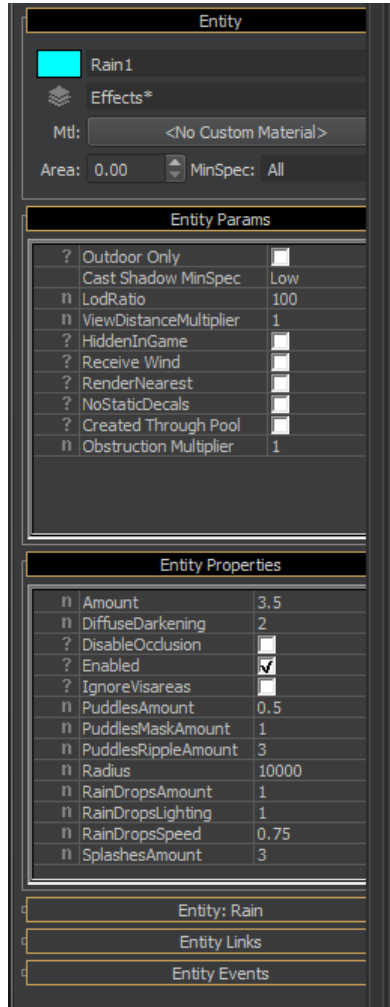 Entity
Rain1
Effects*
Mtl: <No Custom Material>
Area: 0.00 MinSpec: All
Entity Params
? Outdoor Only
Cast Shadow MinSpec Low
n LodRatio 100
n ViewDistanceMultiplier 1
? HiddenInGame
? Receive Wind
? RenderNearest
? NoStaticDecals
? Created Through Pool
n Obstruction Multiplier 1
Entity Properties
n Amount 3.5
n DiffuseDarkening 2
? DisableOcclusion
? Enabled
? IgnoreVisareas
n PuddlesAmount 0.5
n PuddlesMaskAmount 1
n PuddlesRippleAmount 3
n Radius 10000
n RainDropsAmount 1
n RainDropsLighting 1
n RainDropsSpeed 0.75
n SplashesAmount 3
Entity: Rain
Entity Links
Entity Events